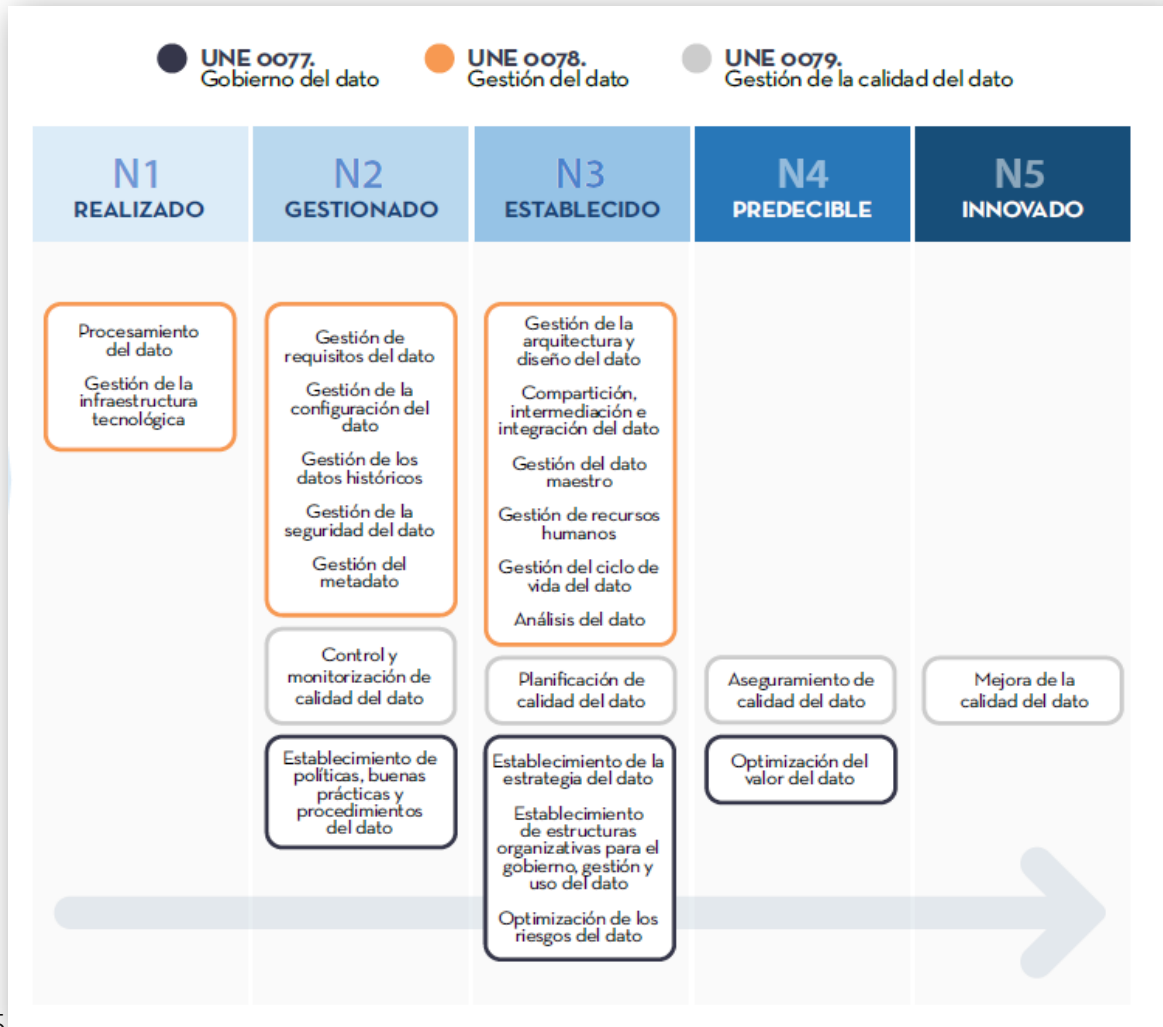 UNE 0077.
Gobierno del dato
UNE 0078.
Gestión del dato
UNE 0079.
Gestión de la calidad del dato
N1
REALIZADO
N2
GESTIONADO
N3
ESTABLECIDO
N4
PREDECIBLE
N5
INNOVADO
Procesamiento
del dato
Gestión de la
infraestructura
tecnológica
Gestión de
requisitos del dato
Gestión de la
configuración del
dato
Gestión de los
datos históricos
Gestión de la
seguridad del dato
Gestión del
metadato
Gestión de la
arquitectura y
diseño del dato
Compartición,
intermediación e
integración del dato
Gestión del dato
maestro
Gestión de recursos
humanos
Gestión del ciclo de
vida del dato
Análisis del dato
Control y
monitorización de
calidad del dato
Planificación de
calidad del dato
Aseguramiento de
calidad del dato
Mejora de la
calidad del dato
Establecimiento de
políticas, buenas
prácticas y
procedimientos
del dato
Establecimiento de la
estrategia del dato
Establecimiento
de estructuras
organizativas para el
gobierno, gestión y
uso del dato
Optimización de los
riesgos del dato
Optimización del
valor del dato